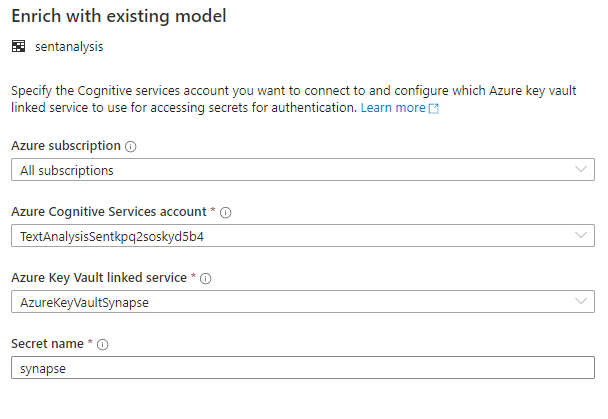 Enrich with existing model
sentanalysis
Specify the Cognitive services account you want to connect to and configure which Azure key vault
linked service to use for accessing secrets for authentication. Learn more
Azure subscription
All subscriptions
Azure Cognitive Services account *
TextAnalysisSentkpq2soskyd5b4
Azure Key Vault linked service *
AzureKeyVaultSynapse
Secret name *
synapse